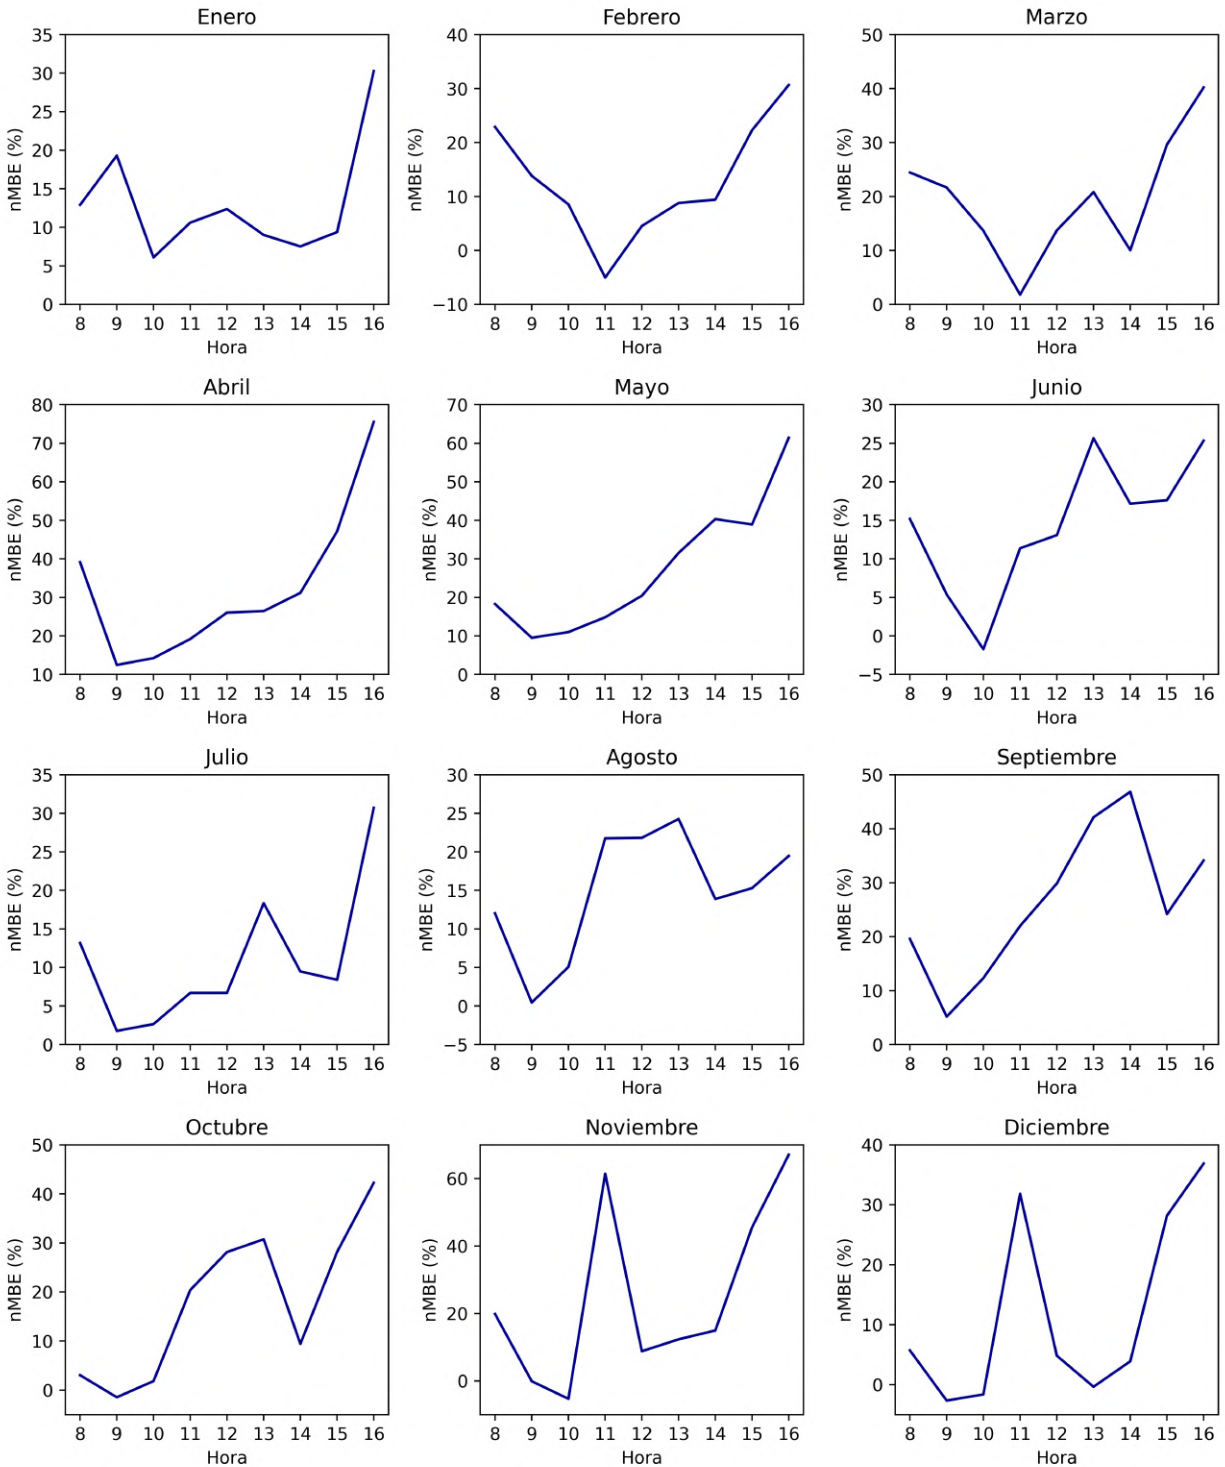 Enero Febrero Marzo
nMBE (%) nMBE (%) nMBE (%)
35 30 25 20 15 10 5 0
40 30 20 10 0 −10
50 40 30 20 10 0
8 9 10 11 12 13 14 15 16 8 9 10 11 12 13 14 15 16 8 9 10 11 12 13 14 15 16
Hora Hora Hora
Abril Mayo Junio
nMBE (%) nMBE (%) nMBE (%)
80 70 60 50 40 30 20 10
70 60 50 40 30 20 10 0
30 25 20 15 10 5 0 −5
8 9 10 11 12 13 14 15 16 8 9 10 11 12 13 14 15 16 8 9 10 11 12 13 14 15 16
Hora Hora Hora
Julio Agosto Septiembre
nMBE (%) nMBE (%) nMBE (%)
35 30 25 20 15 10 5 0
30 25 20 15 10 5 0 −5
50 40 30 20 10 0
8 9 10 11 12 13 14 15 16 8 9 10 11 12 13 14 15 16 8 9 10 11 12 13 14 15 16
Hora Hora Hora
Octubre Noviembre Diciembre
nMBE (%) nMBE (%) nMBE (%)
50 40 30 20 10 0
60 40 20 0
40 30 20 10 0
8 9 10 11 12 13 14 15 16 8 9 10 11 12 13 14 15 16 8 9 10 11 12 13 14 15 16
Hora Hora Hora